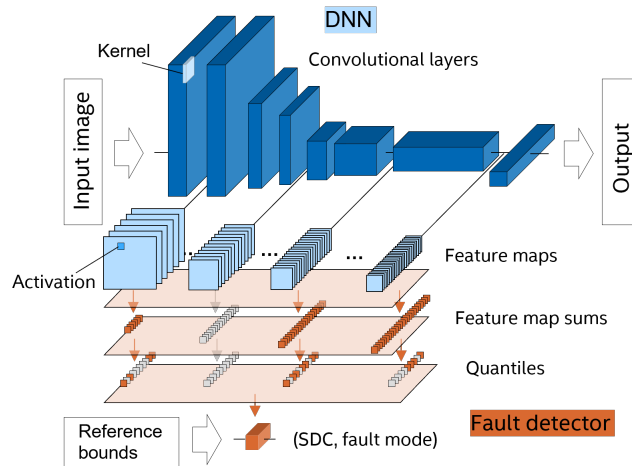 DNN
Kernel
Convolutional layers
Input image
Output
...
...
...
Feature maps
Activation
Feature map sums
Quantiles
Fault detector
Reference
bounds
(SDC, fault mode)